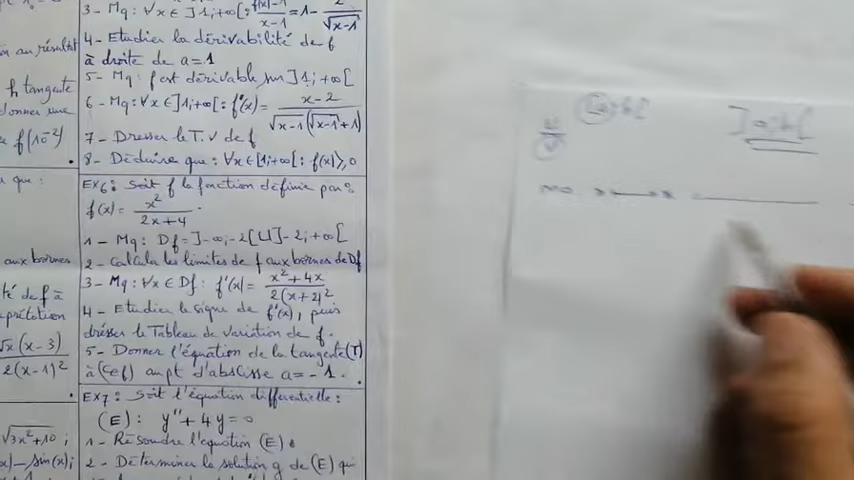 au résultat
h tangente
donner une
f(10⁻²)
que :
aux bornes
té de f à
√x(x-3)
2(x-1)²
√3x²+10 ;
x)-sin(x);
3- Mq: ∀x∈]1;+∞[: f(x)-1/x-1 = 1 - 2/√x-1
4- Etudier la dérivabilité de f
à droite de a=1
5- Mq: f est dérivable sur ]1;+∞[
6- Mq: ∀x∈]1;+∞[: f'(x) = x-2/√x-1(√x-1+1)
7- Dresser le T.V de f
8- Déduire que: ∀x∈[1;+∞[: f(x)≥0
EX6: Soit f la fonction définie par:
f(x) = x²/2x+4.
1- Mq: Df=]-∞;-2[∪]-2;+∞[
2- Calculer les limites de f aux bornes de Df
3- Mq: ∀x∈Df: f'(x) = x²+4x/2(x+2)²
4- Etudier le signe de f'(x), puis
drésser le Tableau de variation de f.
5- Donner l'équation de la tangente (T)
à (Cf) au pt d'abscisse a=-1.
EX7: Soit l'équation différentielle:
(E): y''+4y=0
1- Résoudre l'équation (E).
2- Déterminer la solution g de (E) qui
]a;b[